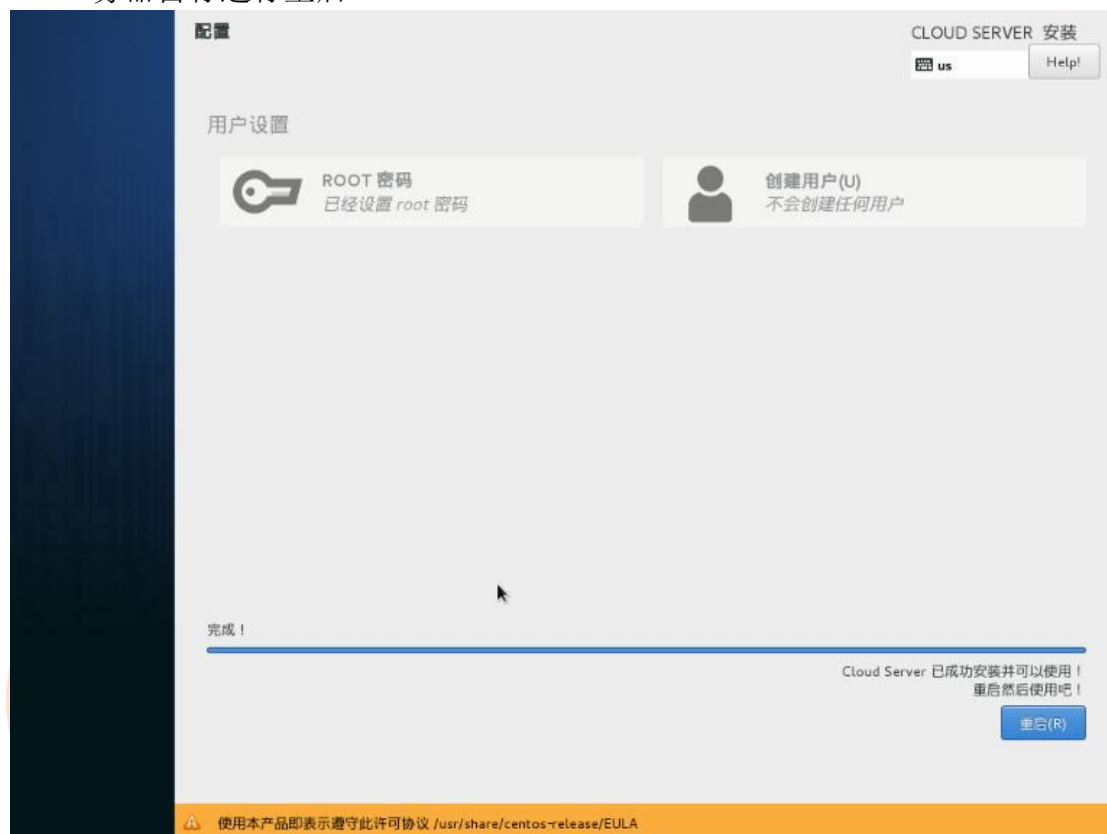 配置
CLOUD SERVER 安装
us
Help!
用户设置
ROOT 密码
已经设置 root 密码
创建用户(U)
不会创建任何用户
完成！
Cloud Server 已成功安装并可以使用！
重启然后使用吧！
重启(R)
使用本产品即表示遵守此许可协议 /usr/share/centos-release/EULA